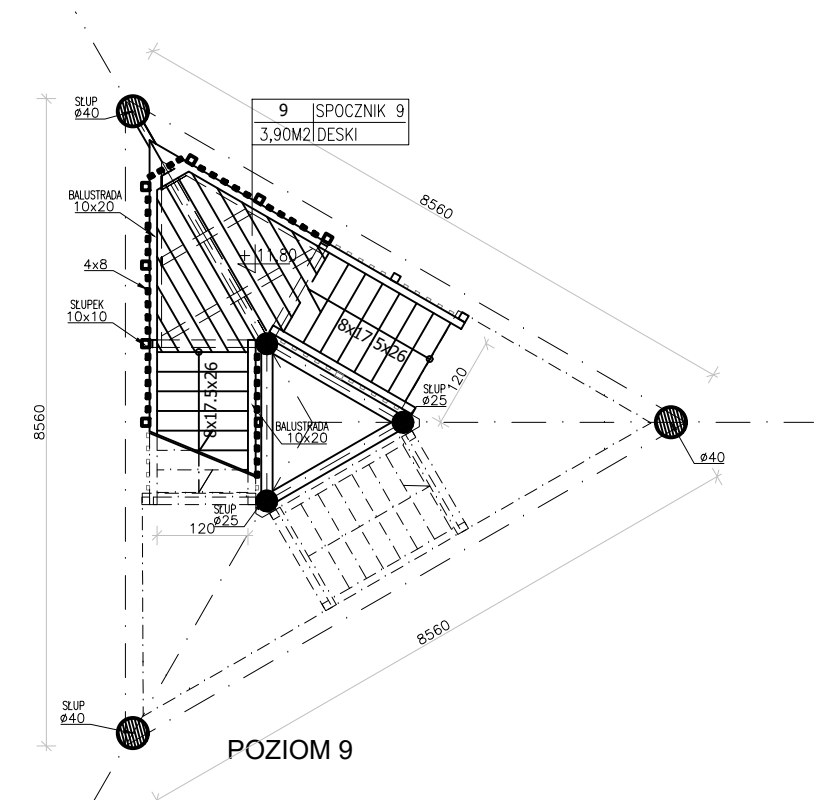 SŁUP
ø40
9 SPOCZNIK 9
3,90M2 DESKI
BALUSTRADA
10x20
8560
4x8
+11.80
SŁUPEK
10x10
8x17.5x26
120
8x17.5x26
SŁUP
ø25
BALUSTRADA
10x20
8560
ø40
SŁUP
ø25
120
8560
SŁUP
ø40
POZIOM 9